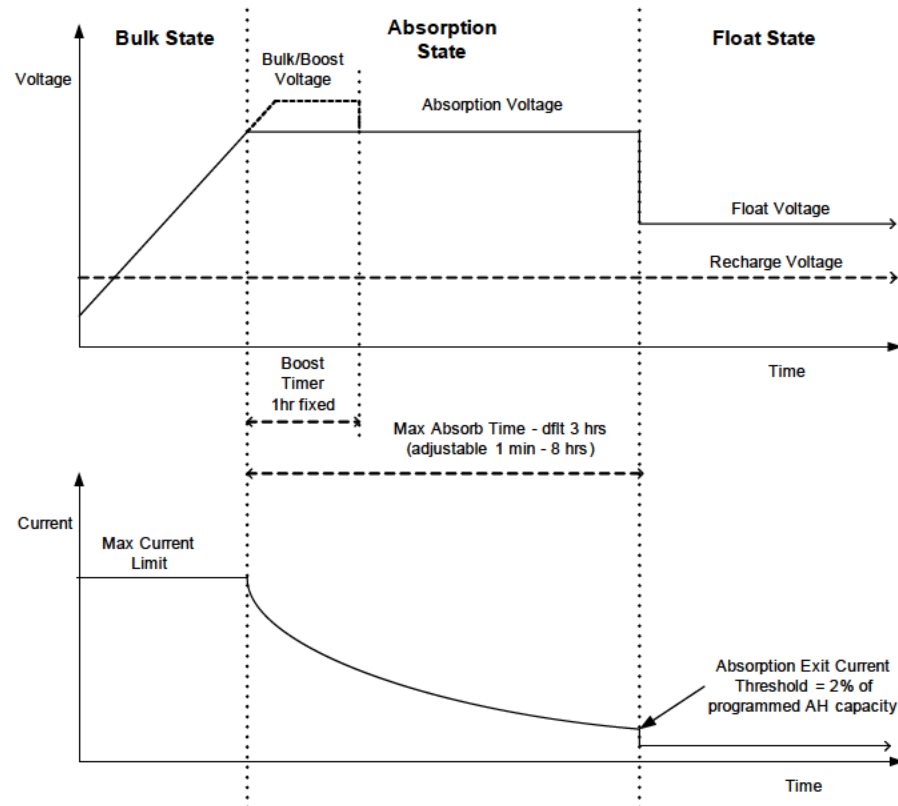 Bulk State
Absorption
State
Float State
Voltage
Bulk/Boost
Voltage
Absorption Voltage
Float Voltage
Recharge Voltage
Time
Boost
Timer
1hr fixed
Max Absorb Time - dflt 3 hrs
(adjustable 1 min - 8 hrs)
Current
Max Current
Limit
Absorption Exit Current
Threshold = 2% of
programmed AH capacity
Time